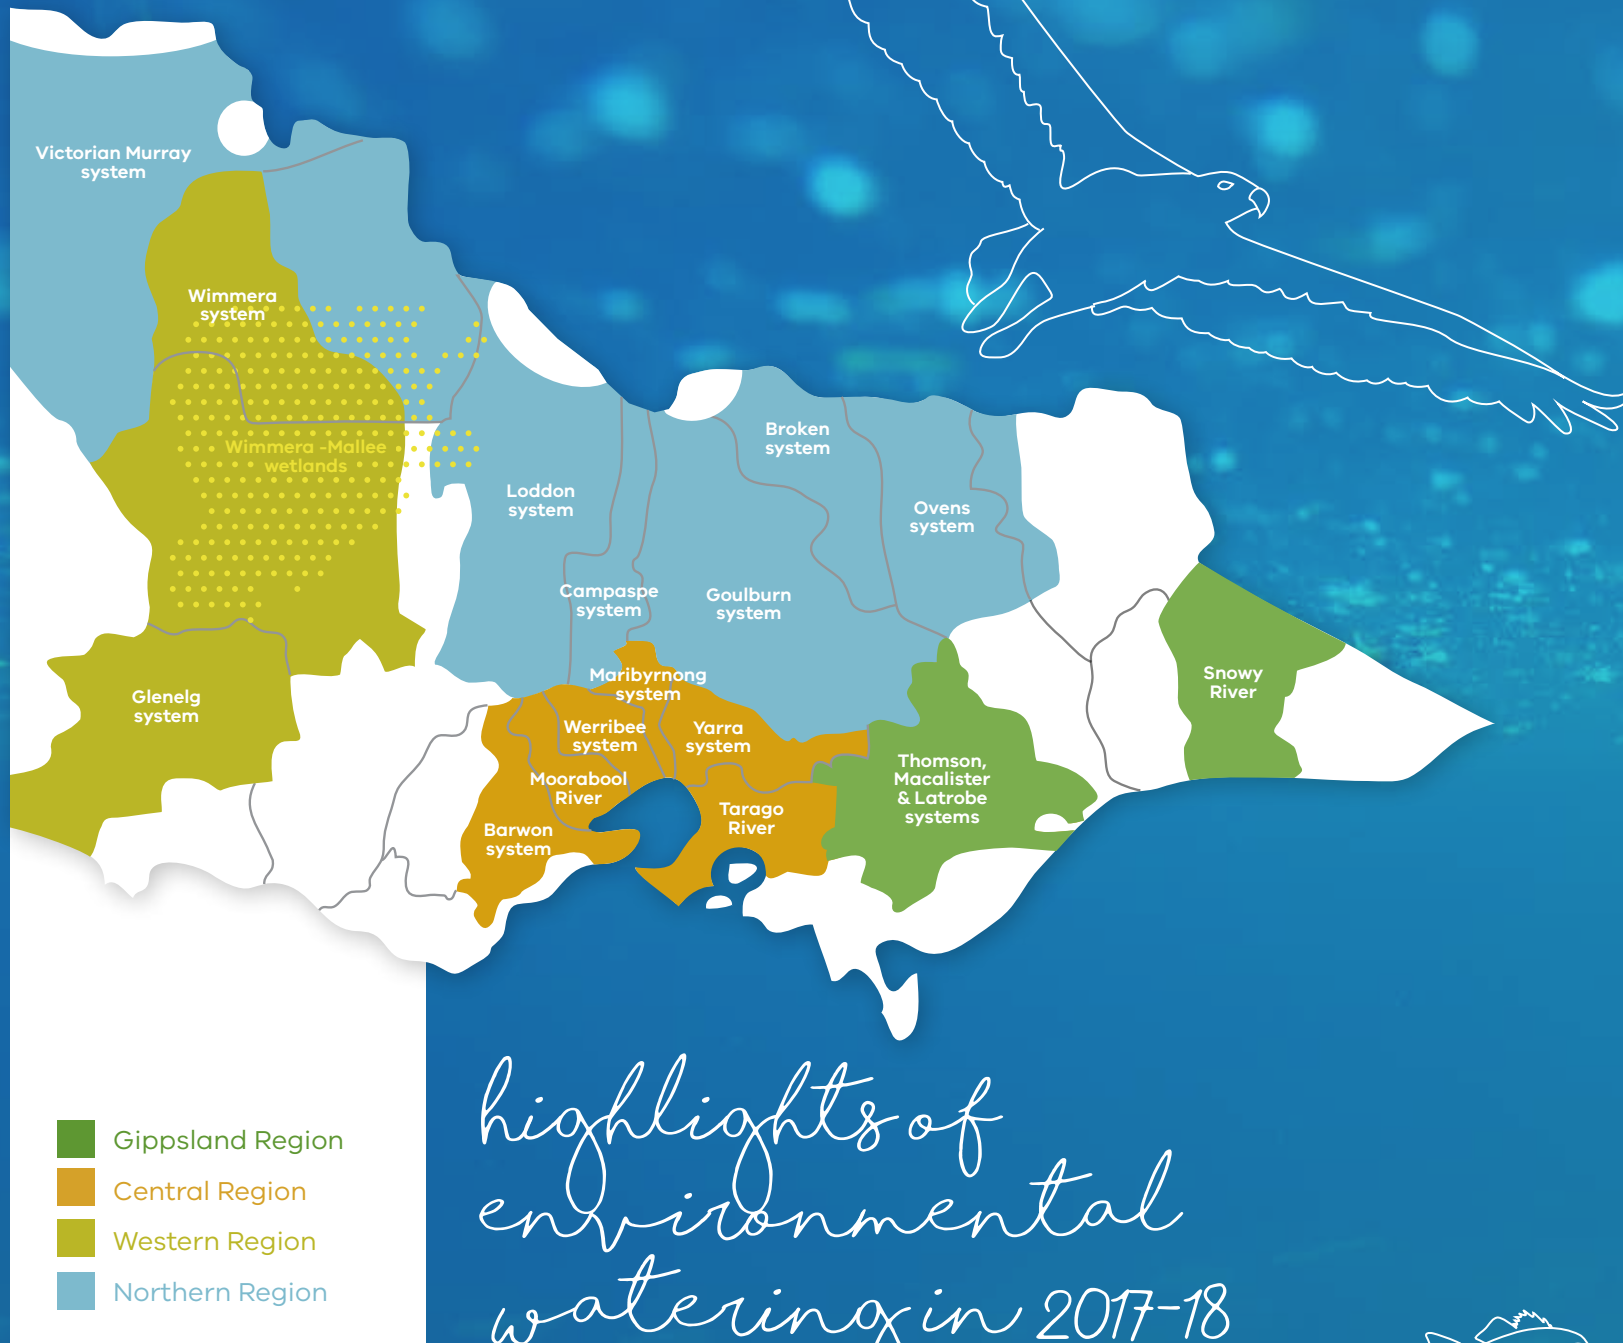 Victorian Murray
system
Wimmera
system
Wimmera -Mallee
wetlands
Glenelg
system
Loddon
system
Campaspe
system
Goulburn
system
Broken
system
Ovens
system
Maribyrnong
system
Werribee
system
Yarra
system
Moorabool
River
Barwon
system
Tarago
River
Thomson,
Macalister
& Latrobe
systems
Snowy
River
Gippsland Region
Central Region
Western Region
Northern Region
highlights of
environmental
watering in 2017-18